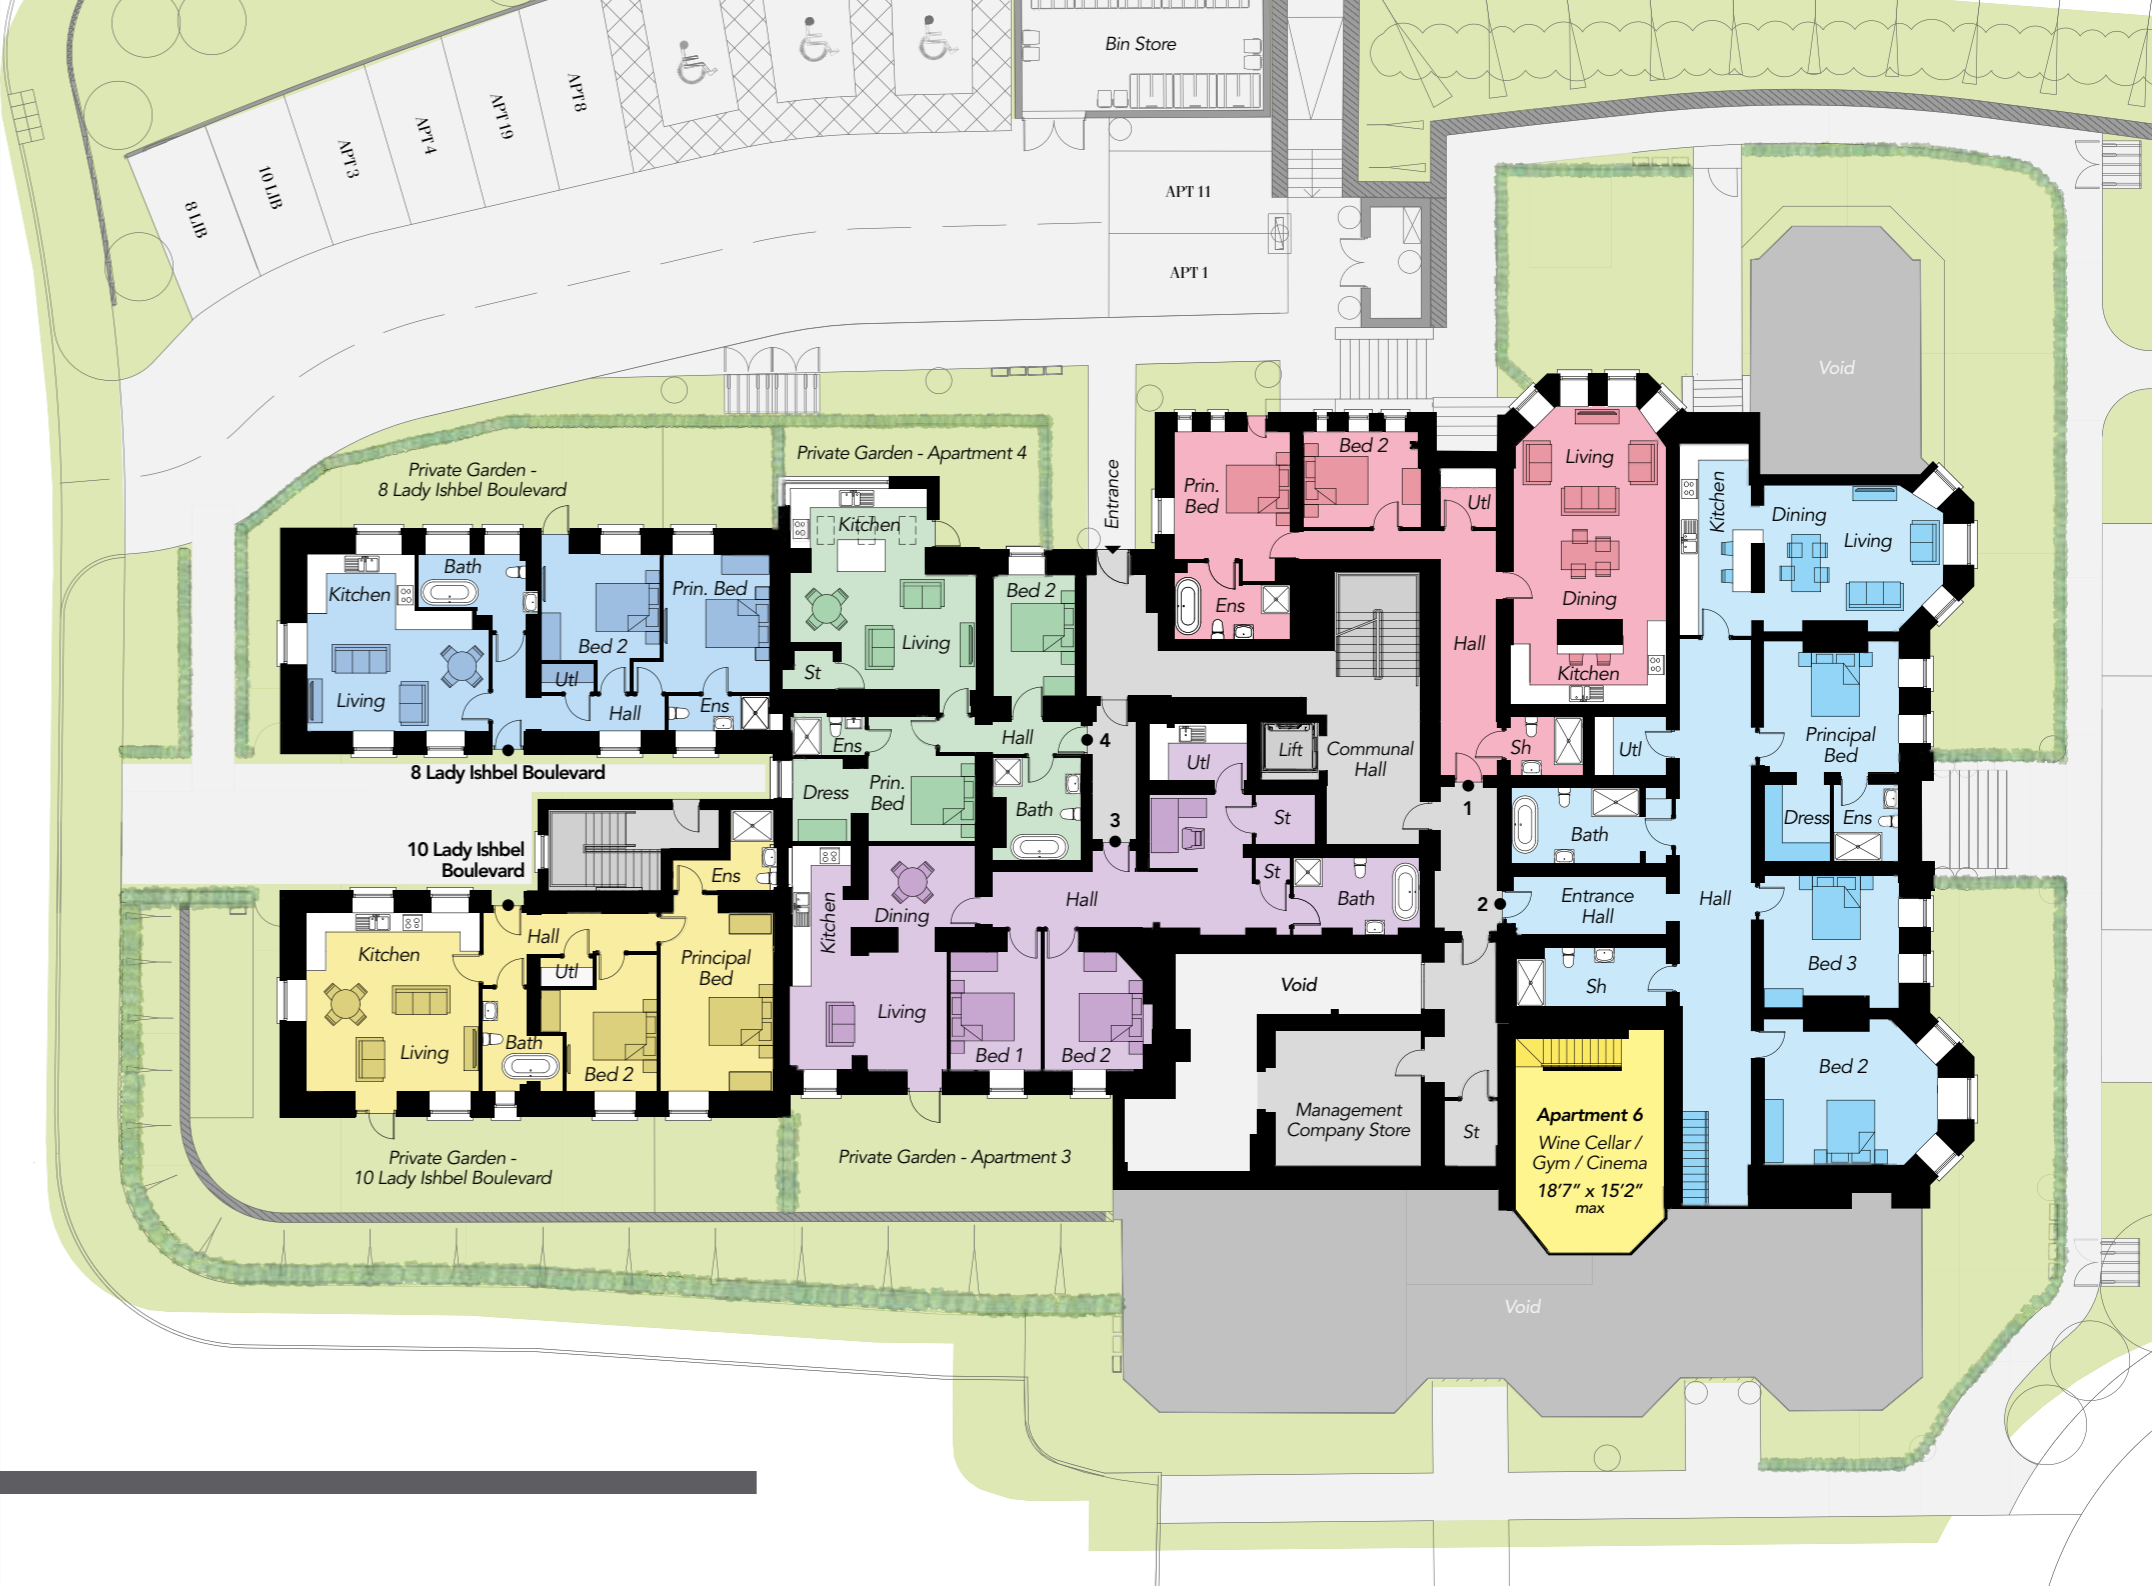 Bin Store
APT 8
APT 19
APT 4
APT 3
10 LIB
8 LIB
APT 11
APT 1
Void
Private Garden - Apartment 4
Private Garden -
8 Lady Ishbel Boulevard
Entrance
Kitchen
Bath
Prin. Bed
Bed 2
Utl
Living
Hall
Ens
8 Lady Ishbel Boulevard
Kitchen
Bed 2
Living
St
Ens
Hall
4
Dress
Prin.
Bed
Bath
Prin.
Bed
Bed 2
Utl
Ens
Living
Dining
Kitchen
Hall
Sh
1
Kitchen
Dining
Living
Principal
Bed
Utl
Dress
Ens
Bath
Entrance
Hall
2
Hall
Bed 3
Sh
Bed 2
Lift
Communal
Hall
10 Lady Ishbel
Boulevard
Ens
Hall
Kitchen
Principal
Bed
Utl
Living
Bath
Bed 2
3
Utl
St
St
Bath
Hall
Dining
Kitchen
Living
Bed 1
Bed 2
Void
Management
Company Store
St
Apartment 6
Wine Cellar /
Gym / Cinema
18'7" x 15'2"
max
Private Garden -
10 Lady Ishbel Boulevard
Private Garden - Apartment 3
Void